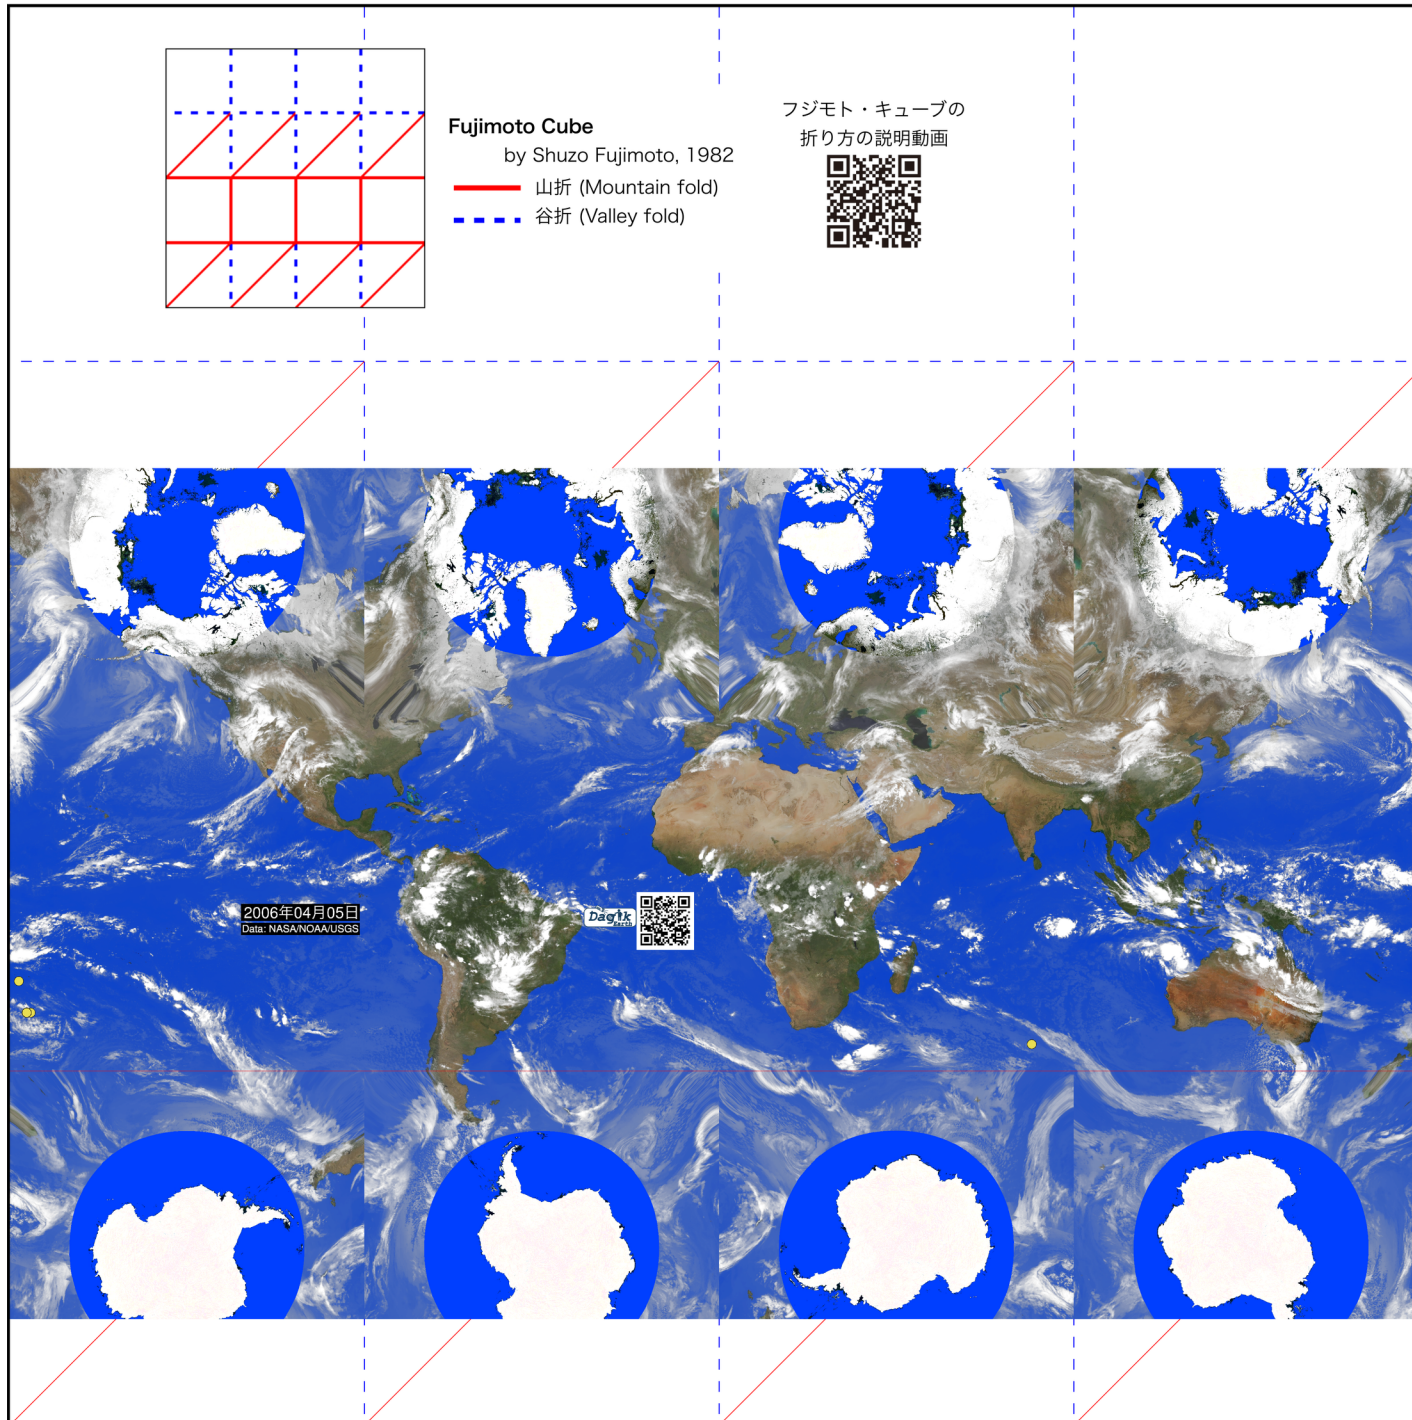 Fujimoto Cube
by Shuzo Fujimoto, 1982
山折 (Mountain fold)
谷折 (Valley fold)
フジモト・キューブの
折り方の説明動画
2006年04月05日
Data: NASA/NOAA/USGS
Dagik
Earth